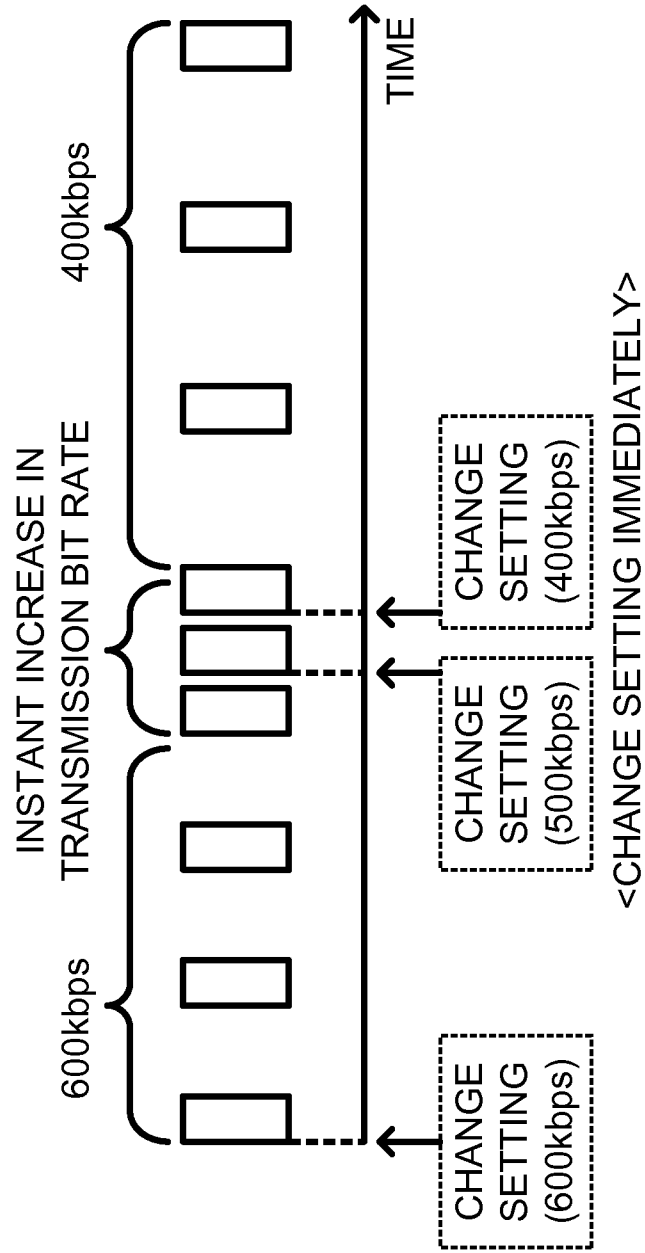 INSTANT INCREASE IN
TRANSMISSION BIT RATE
600kbps
400kbps
TIME
CHANGE
SETTING
(600kbps)
CHANGE
SETTING
(500kbps)
CHANGE
SETTING
(400kbps)
<CHANGE SETTING IMMEDIATELY>